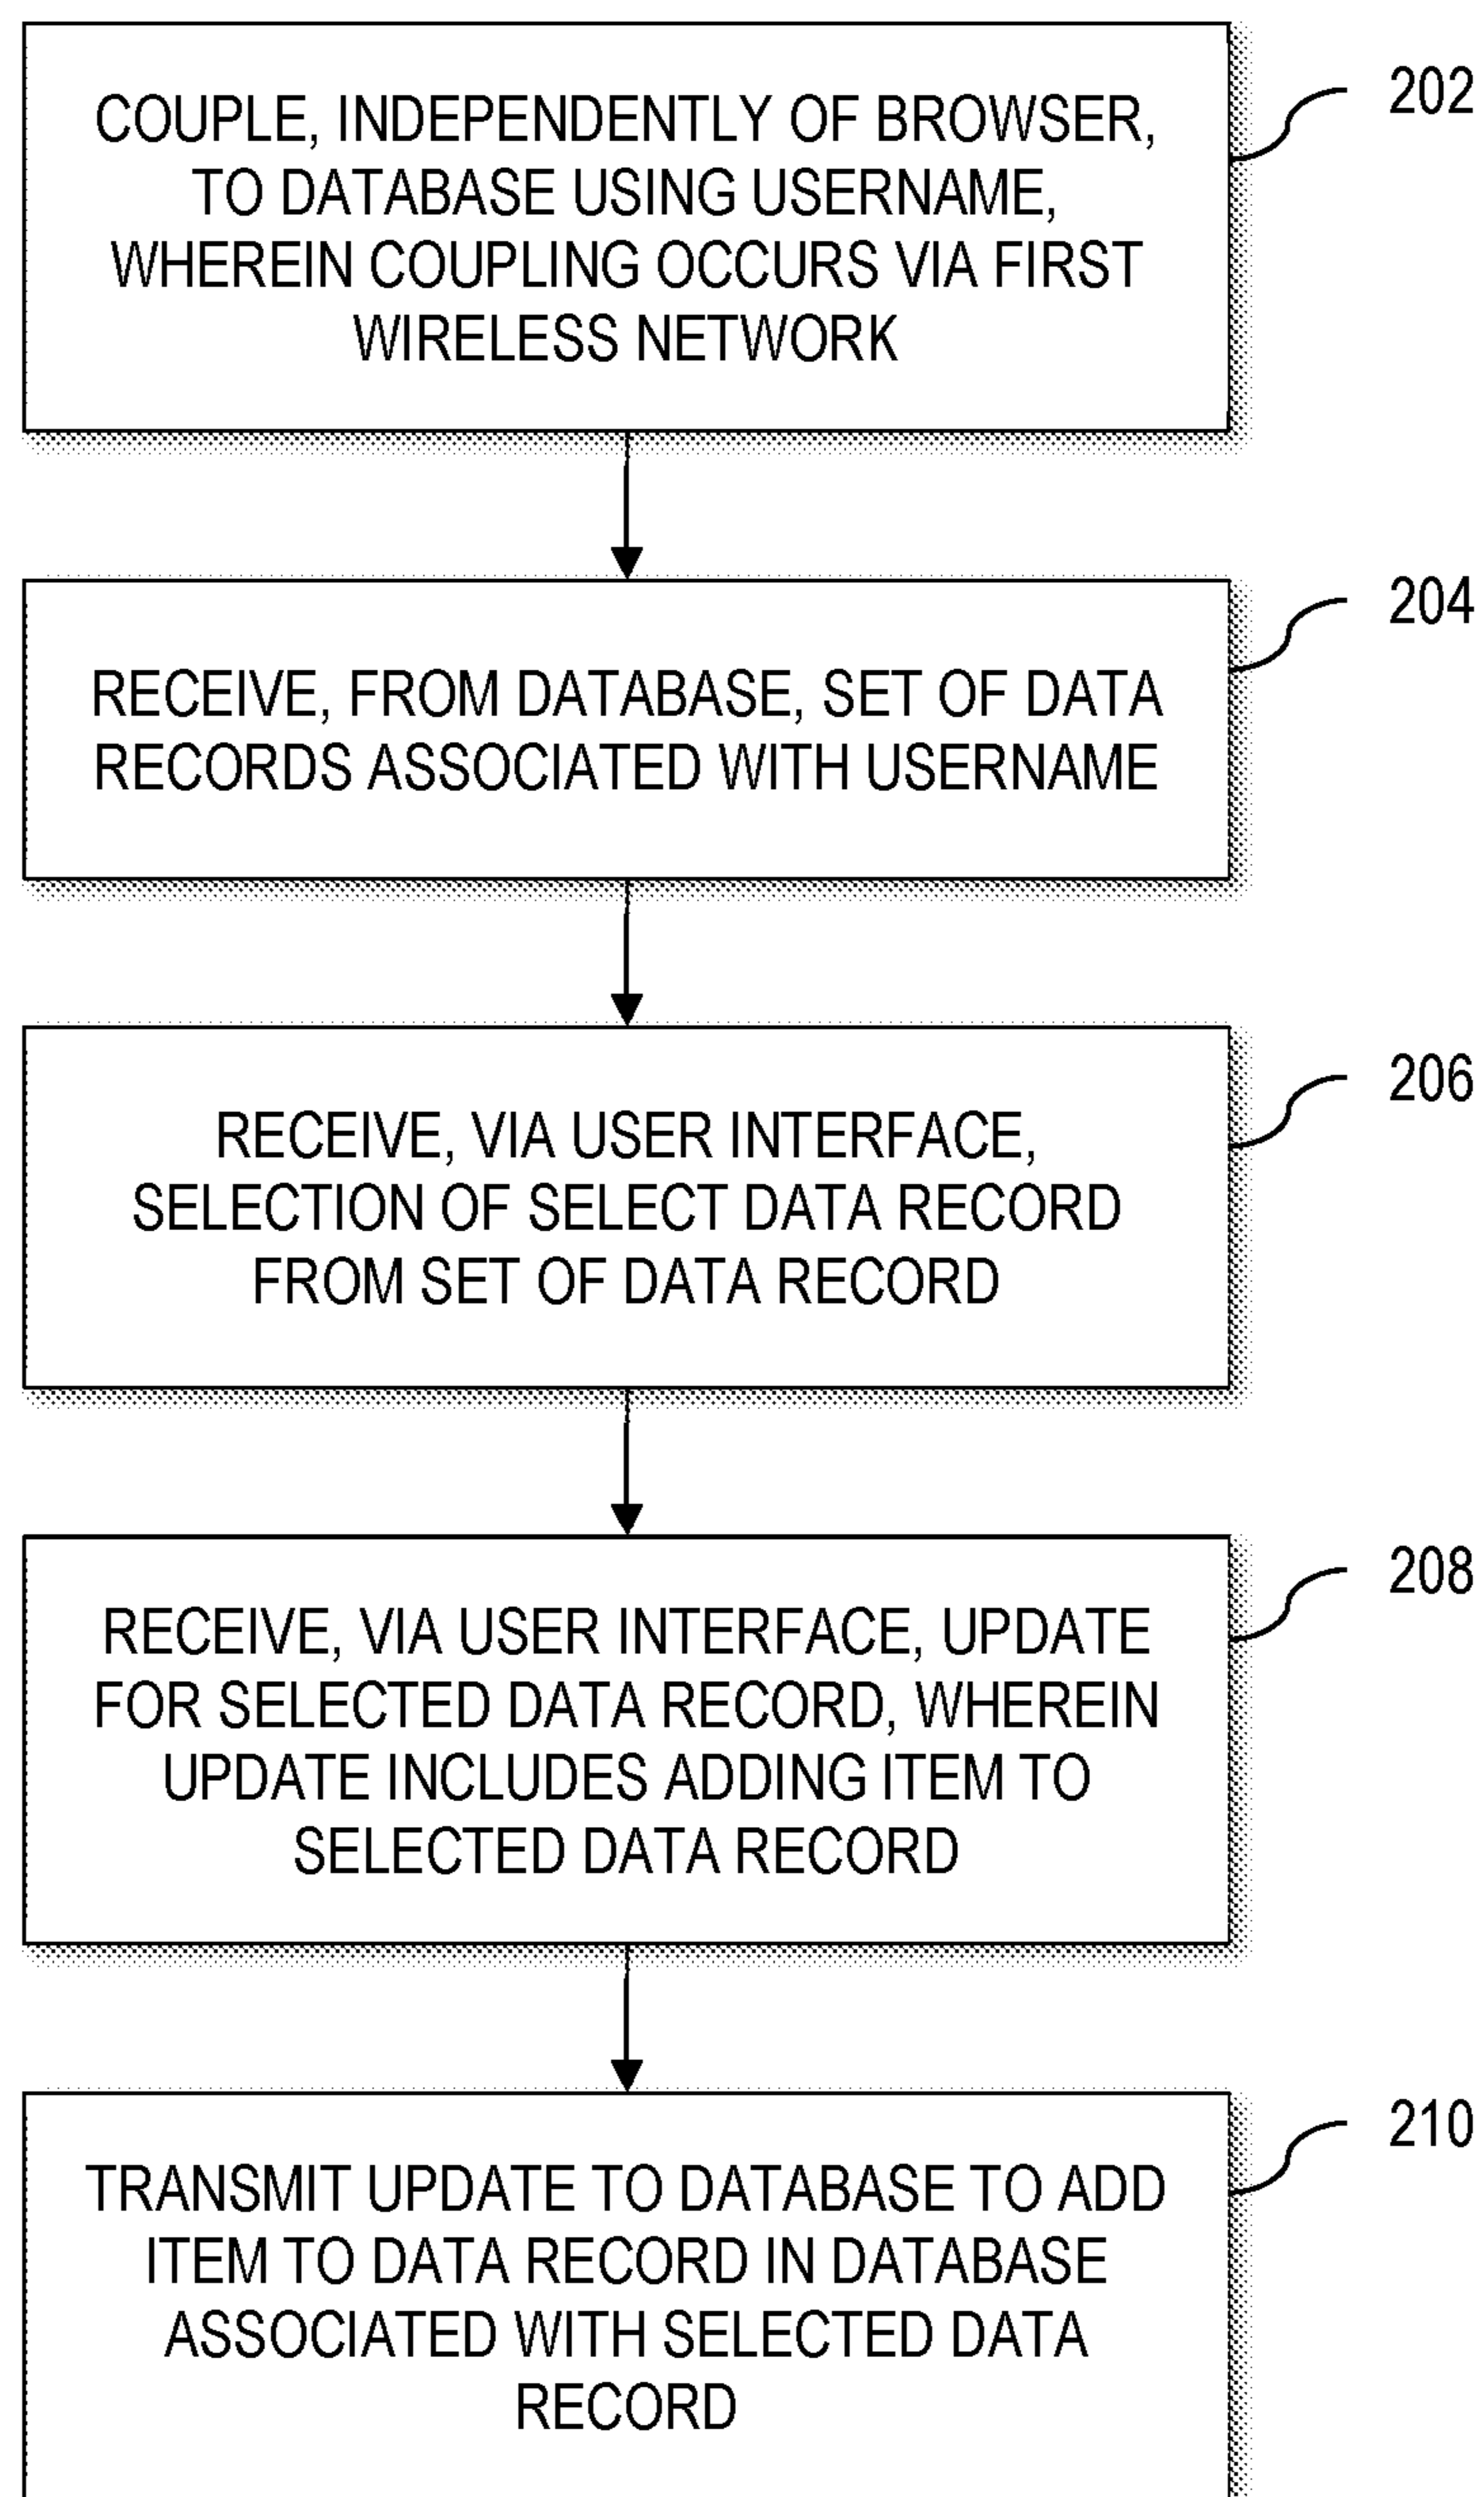 COUPLE, INDEPENDENTLY OF BROWSER,
TO DATABASE USING USERNAME,
WHEREIN COUPLING OCCURS VIA FIRST
WIRELESS NETWORK
202
RECEIVE, FROM DATABASE, SET OF DATA
RECORDS ASSOCIATED WITH USERNAME
204
RECEIVE, VIA USER INTERFACE,
SELECTION OF SELECT DATA RECORD
FROM SET OF DATA RECORD
206
RECEIVE, VIA USER INTERFACE, UPDATE
FOR SELECTED DATA RECORD, WHEREIN
UPDATE INCLUDES ADDING ITEM TO
SELECTED DATA RECORD
208
TRANSMIT UPDATE TO DATABASE TO ADD
ITEM TO DATA RECORD IN DATABASE
ASSOCIATED WITH SELECTED DATA
RECORD
210